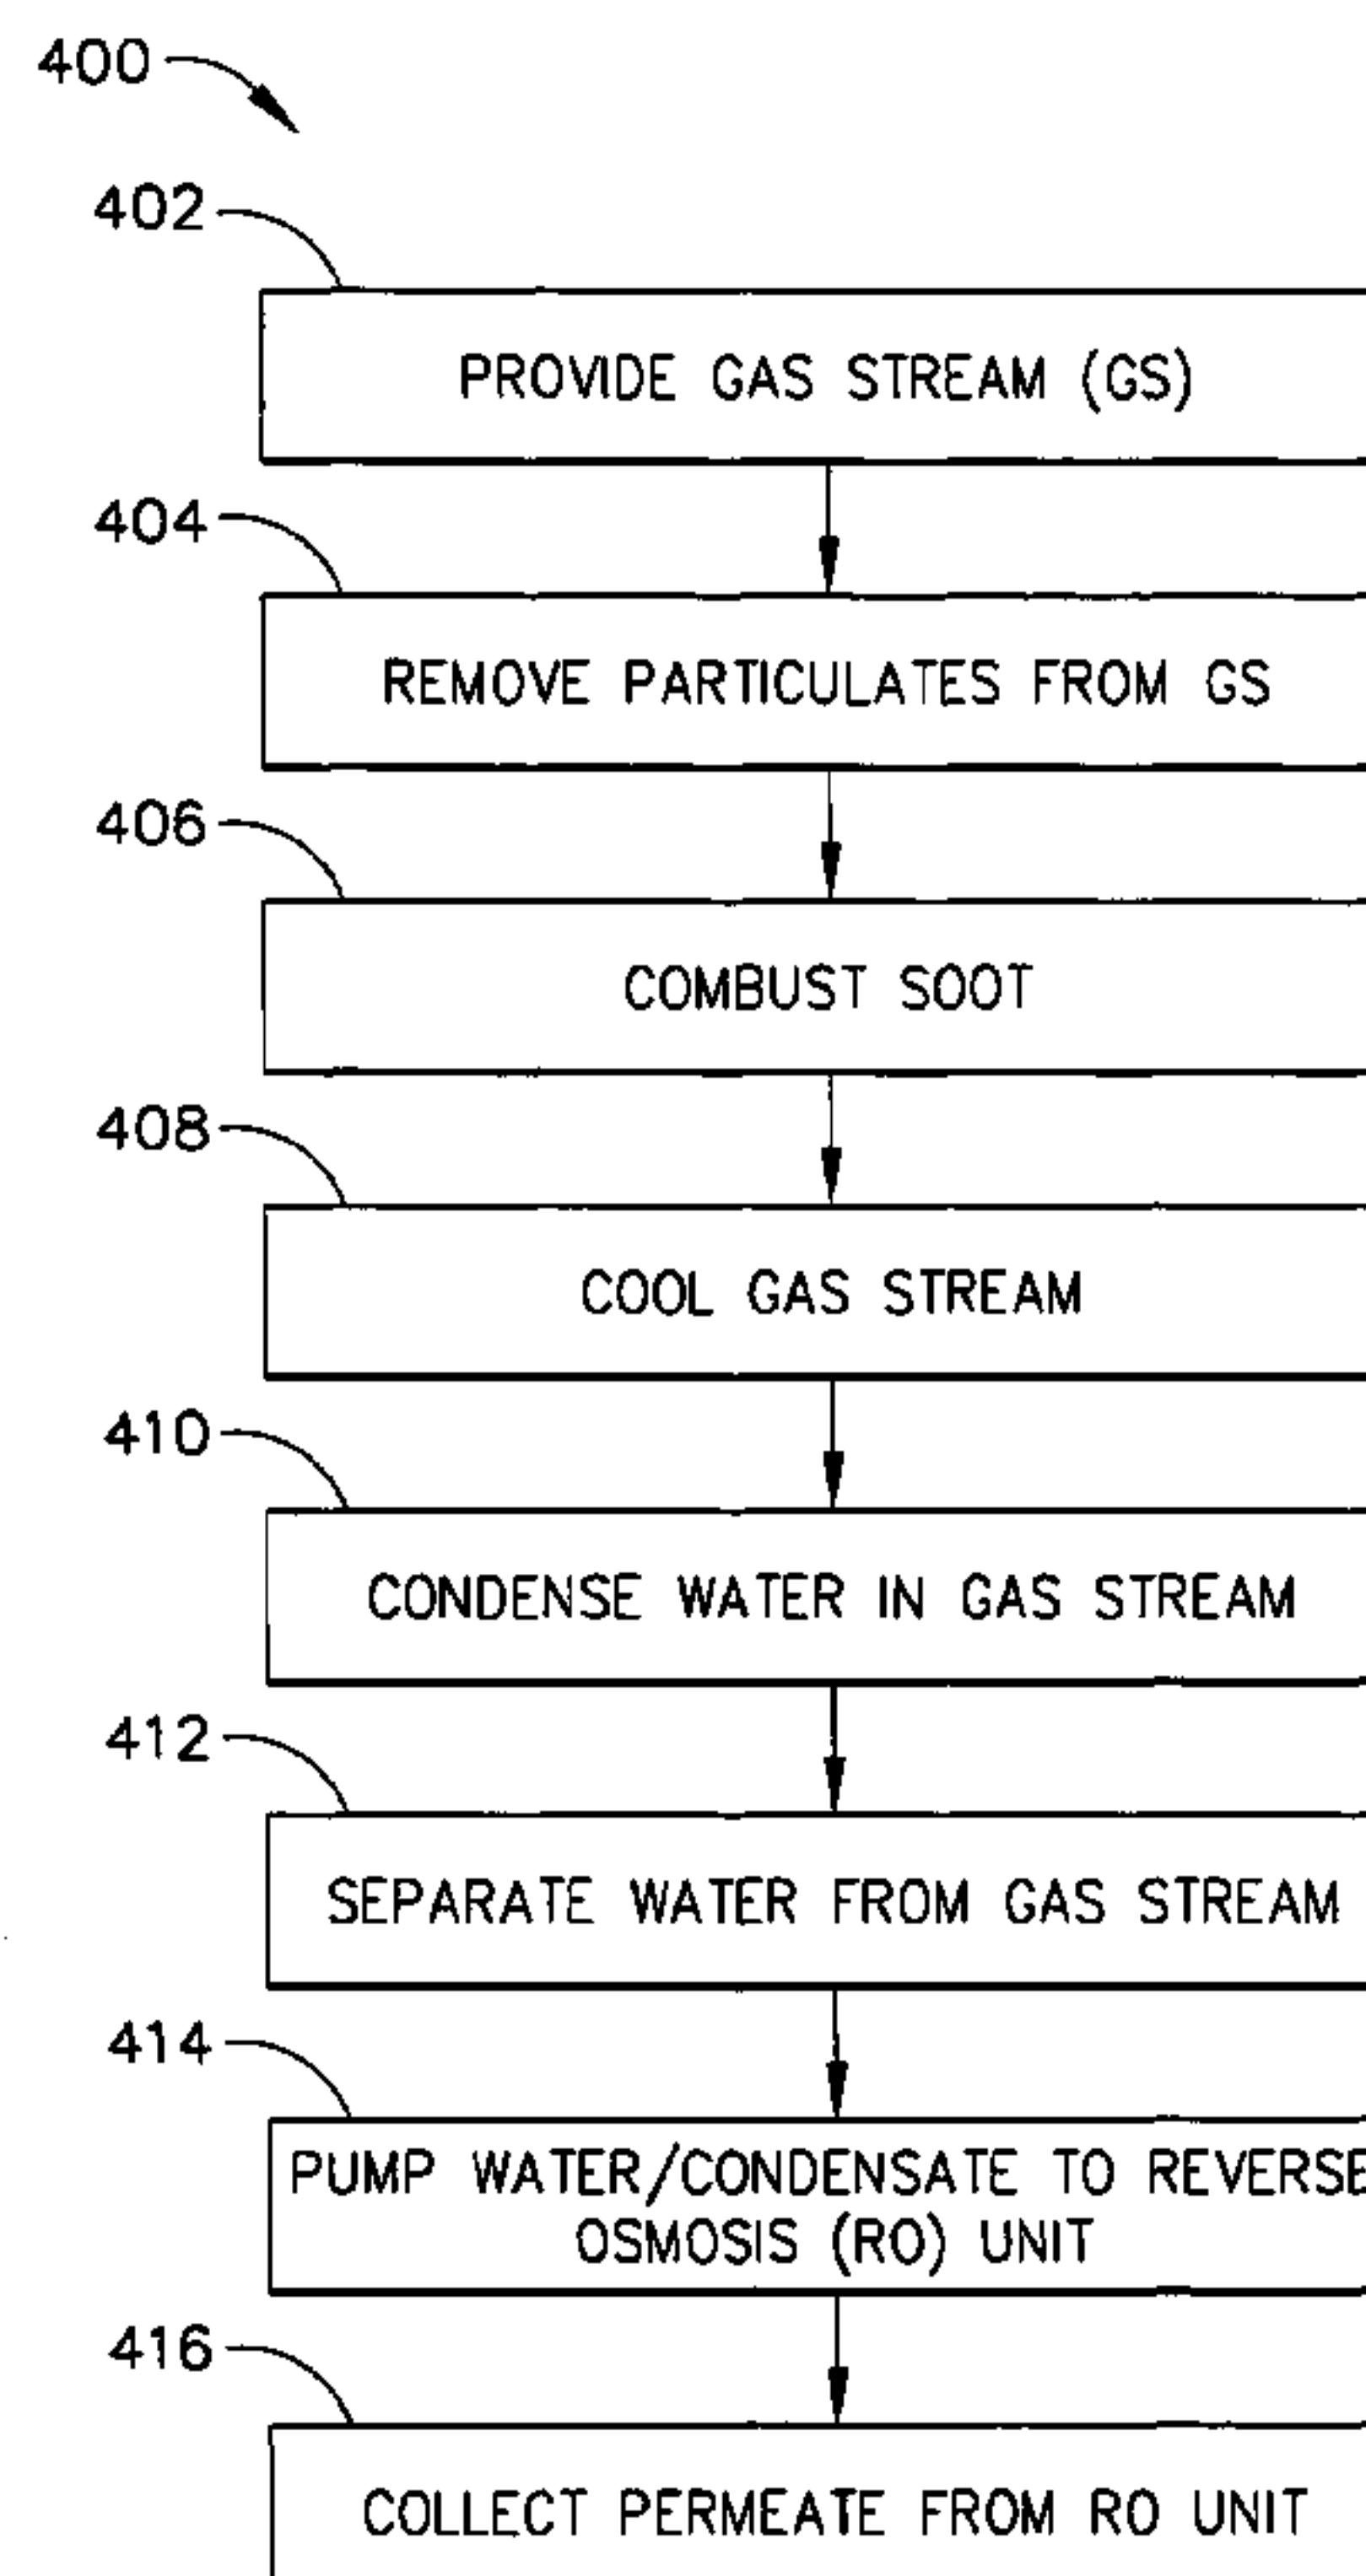 400
402
PROVIDE GAS STREAM (GS)
404
REMOVE PARTICULATES FROM GS
406
COMBUST SOOT
408
COOL GAS STREAM
410
CONDENSE WATER IN GAS STREAM
412
SEPARATE WATER FROM GAS STREAM
414
PUMP WATER/CONDENSATE TO REVERSE
OSMOSIS (RO) UNIT
416
COLLECT PERMEATE FROM RO UNIT